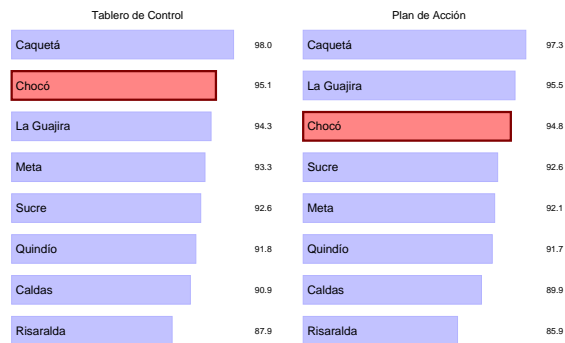 Tablero de Control
Caquetá 98.0
Chocó 95.1
La Guajira 94.3
Meta 93.3
Sucre 92.6
Quindío 91.8
Caldas 90.9
Risaralda 87.9
Plan de Acción
Caquetá 97.3
La Guajira 95.5
Chocó 94.8
Sucre 92.6
Meta 92.1
Quindío 91.7
Caldas 89.9
Risaralda 85.9